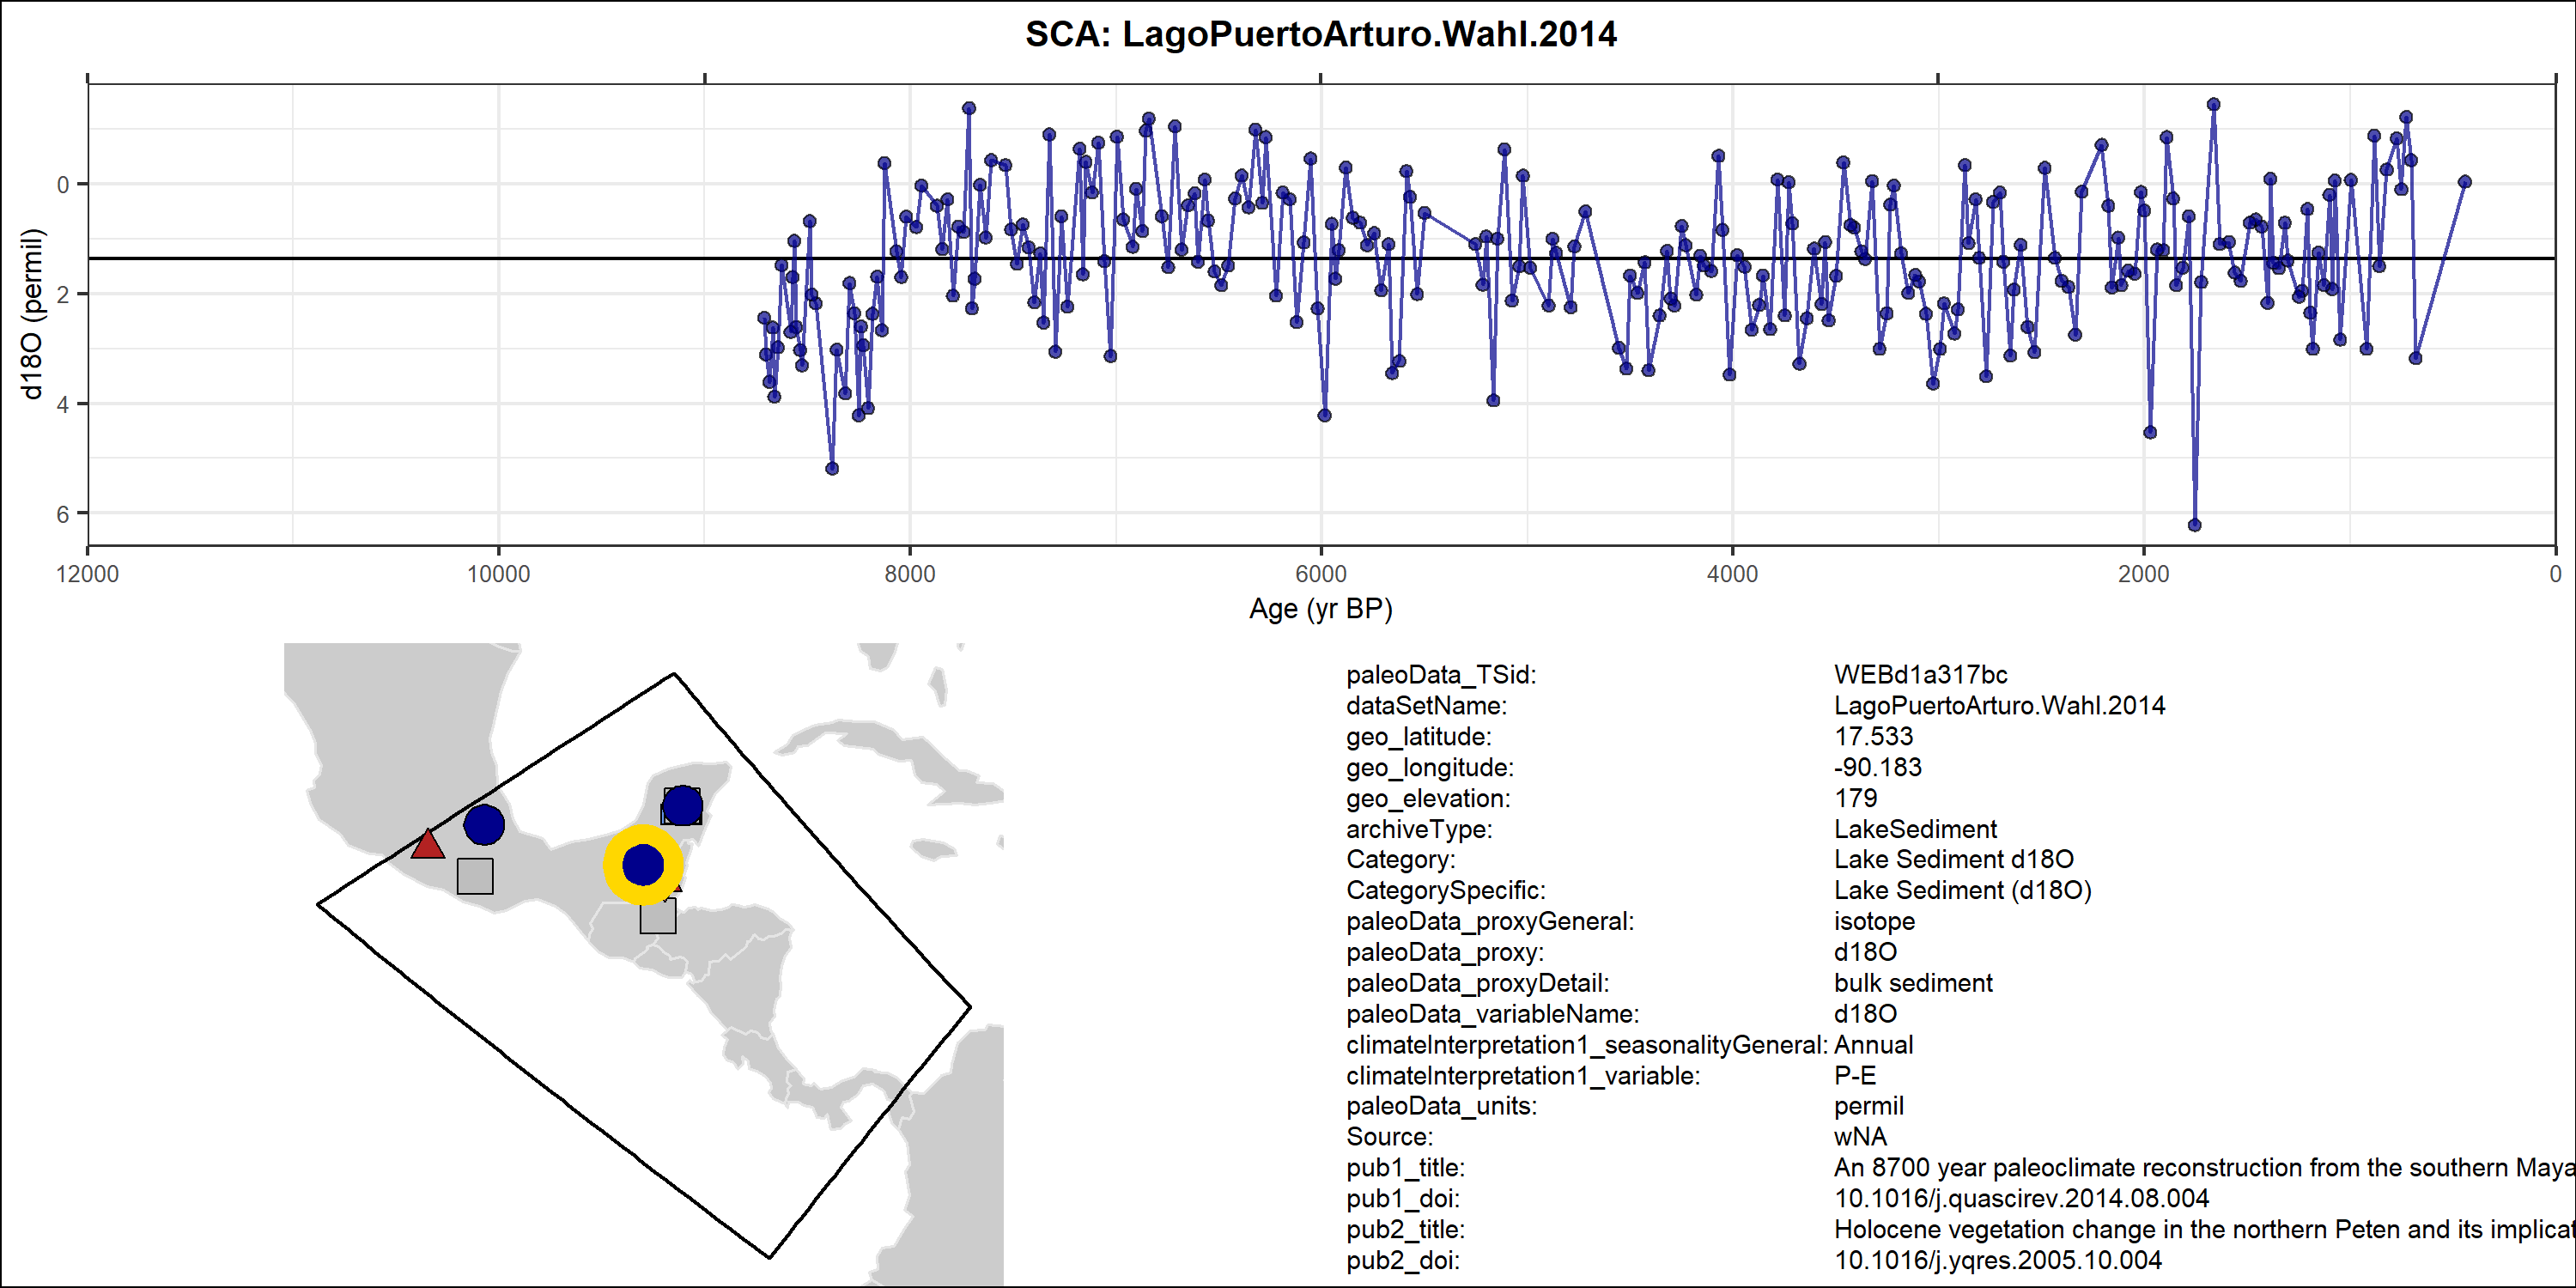 SCA: LagoPuertoArturo.Wahl.2014
d18O (permil)
0
2
4
6
12000 10000 8000 6000 4000 2000 0
Age (yr BP)
paleoData_TSid: WEBd1a317bc
dataSetName: LagoPuertoArturo.Wahl.2014
geo_latitude: 17.533
geo_longitude: -90.183
geo_elevation: 179
archiveType: LakeSediment
Category: Lake Sediment d18O
CategorySpecific: Lake Sediment (d18O)
paleoData_proxyGeneral: isotope
paleoData_proxy: d18O
paleoData_proxyDetail: bulk sediment
paleoData_variableName: d18O
climateInterpretation1_seasonalityGeneral: Annual
climateInterpretation1_variable: P-E
paleoData_units: permil
Source: wNA
pub1_title: An 8700 year paleoclimate reconstruction from the southern Maya
pub1_doi: 10.1016/j.quascirev.2014.08.004
pub2_title: Holocene vegetation change in the northern Peten and its implicat
pub2_doi: 10.1016/j.yqres.2005.10.004